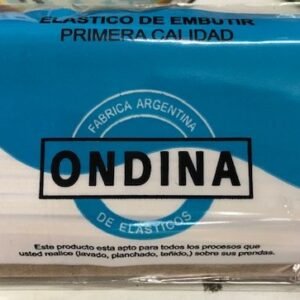 ELASTICO DE EMBUTIR
PRIMERA CALIDAD
FABRICA ARGENTINA
ONDINA
DE ELASTICOS
Este producto esta apto para todos los procesos que
usted realice (lavado, planchado, teñido,) sobre sus prendas.